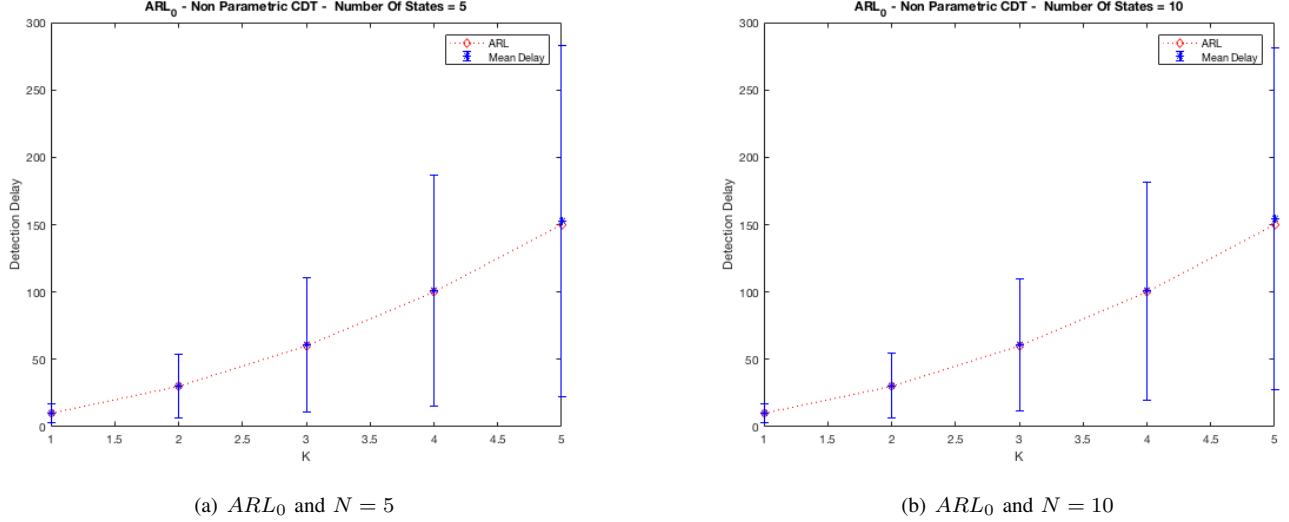 ARL0 - Non Parametric CDT - Number Of States = 5
300
250
200
150
100
50
0
Detection Delay
ARL
Mean Delay
1
1.5
2
2.5
3
3.5
4
4.5
5
K
(a) ARL0 and N = 5
ARL0 - Non Parametric CDT - Number Of States = 10
300
250
200
150
100
50
0
Detection Delay
ARL
Mean Delay
1
1.5
2
2.5
3
3.5
4
4.5
5
K
(b) ARL0 and N = 10